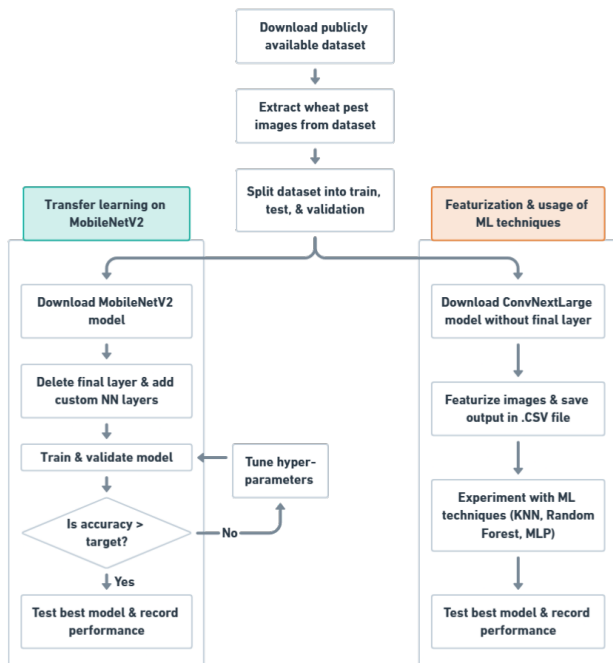 Download publicly
available dataset
Extract wheat pest
images from dataset
Split dataset into train,
test, & validation
Transfer learning on
MobileNetV2
Download MobileNetV2
model
Delete final layer & add
custom NN layers
Train & validate model
Tune hyper-
parameters
Is accuracy >
target?
No
Yes
Test best model & record
performance
Featurization & usage of
ML techniques
Download ConvNextLarge
model without final layer
Featurize images & save
output in .CSV file
Experiment with ML
techniques (KNN, Random
Forest, MLP)
Test best model & record
performance